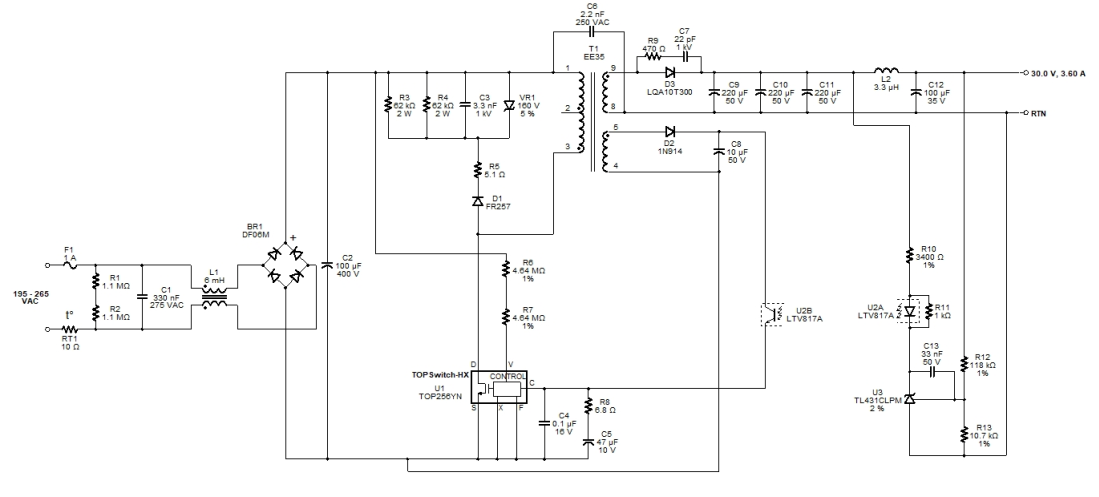 C6
2.2 nF
250 VAC
T1
EE35
1
2
3
9
8
5
4
R9
470 Ω
C7
22 pF
1 kV
D3
LQA10T300
C9
220 µF
50 V
C10
220 µF
50 V
C11
220 µF
50 V
L2
3.3 µH
C12
100 µF
35 V
30.0 V, 3.60 A
RTN
R3
62 kΩ
2 W
R4
62 kΩ
2 W
C3
3.3 nF
1 kV
VR1
160 V
5 %
D2
1N914
C8
10 µF
50 V
R5
5.1 Ω
D1
FR257
BR1
DF06M
+
F1
1 A
195 - 265
VAC
R1
1.1 MΩ
R2
1.1 MΩ
t°
RT1
10 Ω
C1
330 nF
275 VAC
L1
6 mH
C2
100 µF
400 V
R6
4.64 MΩ
1%
R7
4.64 MΩ
1%
R10
3400 Ω
1%
U2B
LTV817A
U2A
LTV817A
R11
1 kΩ
C13
33 nF
50 V
R12
118 kΩ
1%
U3
TL431CLPM
2 %
R13
10.7 kΩ
1%
D
V
TOPSwitch-HX
CONTROL
C
U1
TOP256YN
S
X
F
R8
6.8 Ω
C4
0.1 µF
16 V
C5
47 µF
10 V